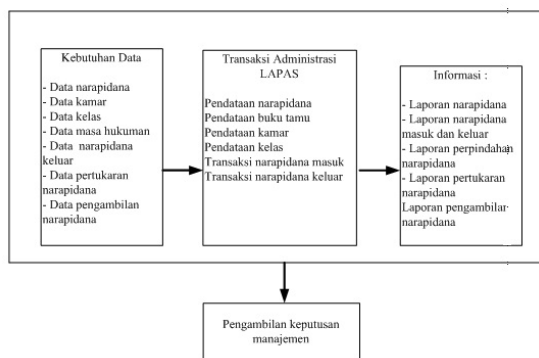 Kebutuhan Data
- Data narapidana
- Data kamar
- Data kelas
- Data masa hukuman
- Data narapidana
keluar
- Data pertukaran
narapidana
- Data pengambilan
narapidana
Transaksi Administrasi
LAPAS
Pendataan narapidana
Pendataan buku tamu
Pendataan kamar
Pendataan kelas
Transaksi narapidana masuk
Transaksi narapidana keluar
Informasi :
- Laporan narapidana
- Laporan narapidana
masuk dan keluar
- Laporan perpindahan
narapidana
- Laporan pertukaran
narapidana
Laporan pengambilan
narapidana
Pengambilan keputusan
manajemen